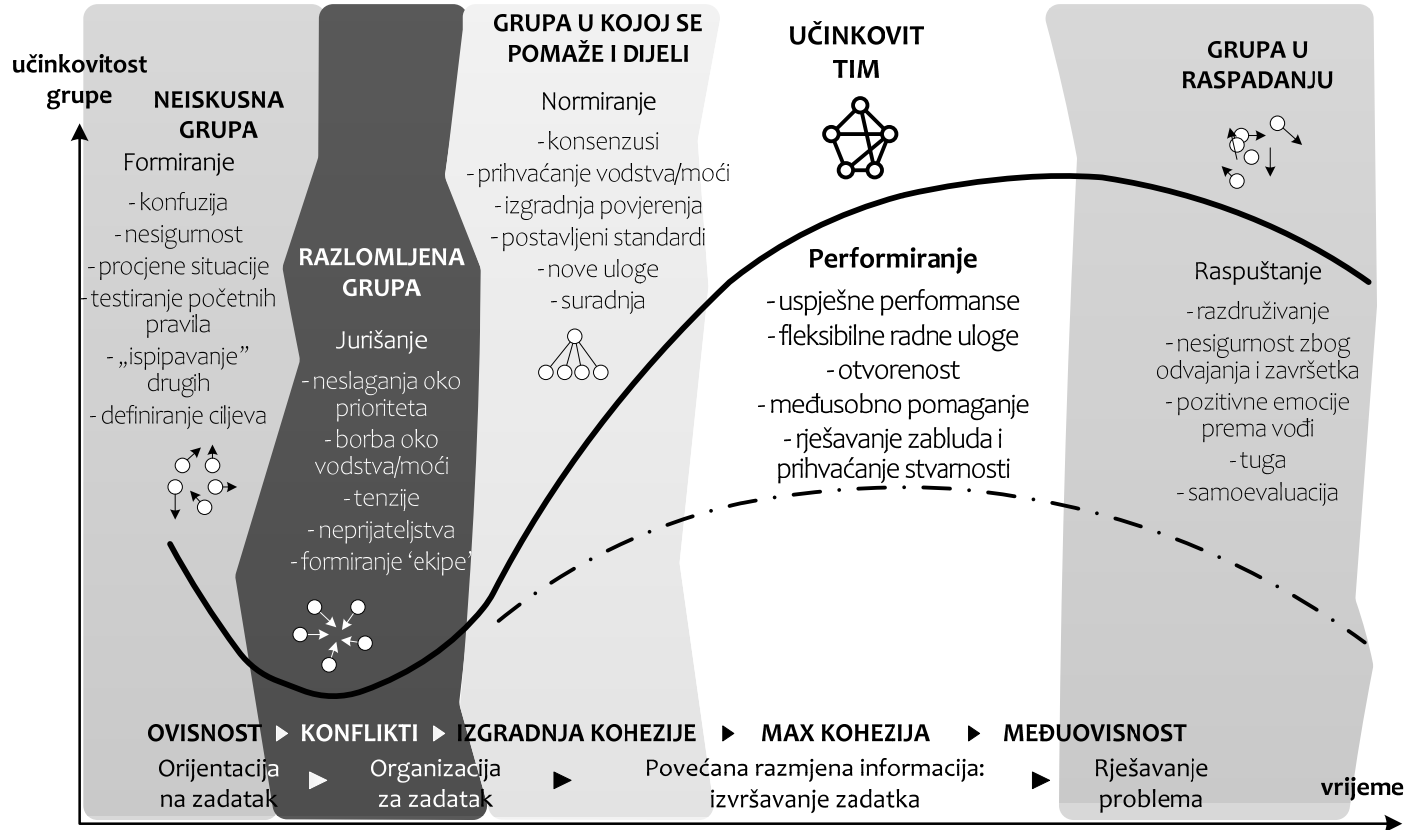 učinkovitost
grupe
NEISKUSNA
GRUPA
Formiranje
-konfuzija
-nesigurnost
-procjene situacije
-testiranje početnih
pravila
-„ispipavanje”
drugih
-definiranje ciljeva
RAZLOMLJENA
GRUPA
Jurišanje
-neslaganja oko
prioriteta
-borba oko
vodstva/moći
-tenzije
-neprijateljstva
-formiranje ‘ekipe’
GRUPA U KOJOJ SE
POMAŽE I DIJELI
Normiranje
-konsenzusi
-prihvaćanje vodstva/moći
-izgradnja povjerenja
-postavljeni standardi
-nove uloge
-suradnja
UČINKOVIT
TIM
Performiranje
-uspješne performanse
-fleksibilne radne uloge
-otvorenost
-međusobno pomaganje
-rješavanje zabluda i
prihvaćanje stvarnosti
GRUPA U
RASPADANJU
Raspuštanje
-razdruživanje
-nesigurnost zbog
odvajanja i završetka
-pozitivne emocije
prema vođi
-tuga
-samoevaluacija
OVISNOST KONFLIKTI IZGRADNJA KOHEZIJE MAX KOHEZIJA MEĐUOVISNOST
Orijentacija
na zadatak
Organizacija
za zadatak
Povećana razmjena informacija:
izvršavanje zadatka
Rješavanje
problema
vrijeme